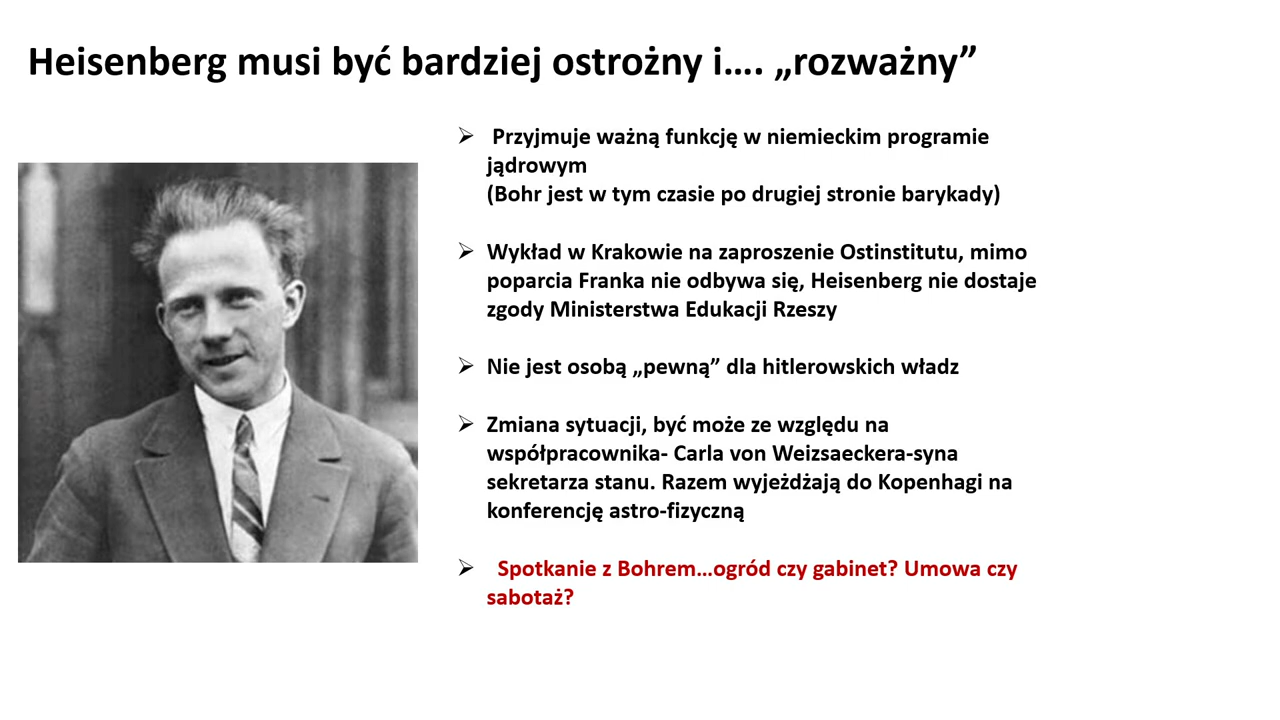 Heisenberg musi być bardziej ostrożny i…. „rozważny”
➢ Przyjmuje ważną funkcję w niemieckim programie
jądrowym
(Bohr jest w tym czasie po drugiej stronie barykady)
➢ Wykład w Krakowie na zaproszenie Ostinstitutu, mimo
poparcia Franka nie odbywa się, Heisenberg nie dostaje
zgody Ministerstwa Edukacji Rzeszy
➢ Nie jest osobą „pewną” dla hitlerowskich władz
➢ Zmiana sytuacji, być może ze względu na
współpracownika- Carla von Weizsaeckera-syna
sekretarza stanu. Razem wyjeżdżają do Kopenhagi na
konferencję astro-fizyczną
➢ Spotkanie z Bohrem…ogród czy gabinet? Umowa czy
sabotaż?